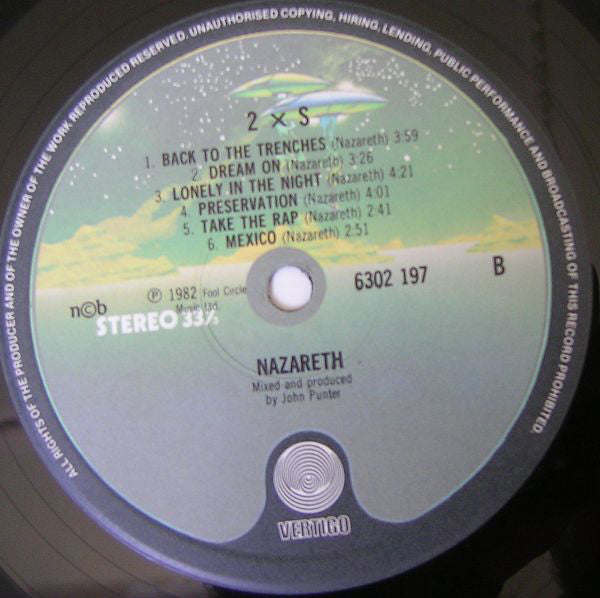 ALL RIGHTS OF THE PRODUCER AND OF THE OWNER OF THE WORK REPRODUCED RESERVED. UNAUTHORISED COPYING, HIRING, LENDING, PUBLIC PERFORMANCE AND BROADCASTING OF THIS RECORD PROHIBITED.
2 × S
1. BACK TO THE TRENCHES (Nazareth) 3:59
2. DREAM ON (Nazareth) 3:26
3. LONELY IN THE NIGHT (Nazareth) 4:21
4. PRESERVATION (Nazareth) 4:01
5. TAKE THE RAP (Nazareth) 2:41
6. MEXICO (Nazareth) 2:51
n©b
℗ 1982 Fool Circle
Music Ltd.
6302 197
B
STEREO 33⅓
NAZARETH
Mixed and produced
by John Punter
VERTIGO